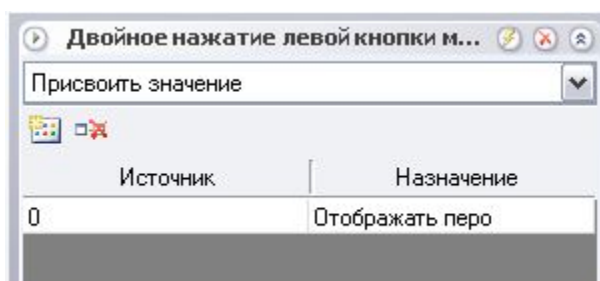 Двойное нажатие левой кнопки м...
Присвоить значение
Источник Назначение
0 Отображать перо